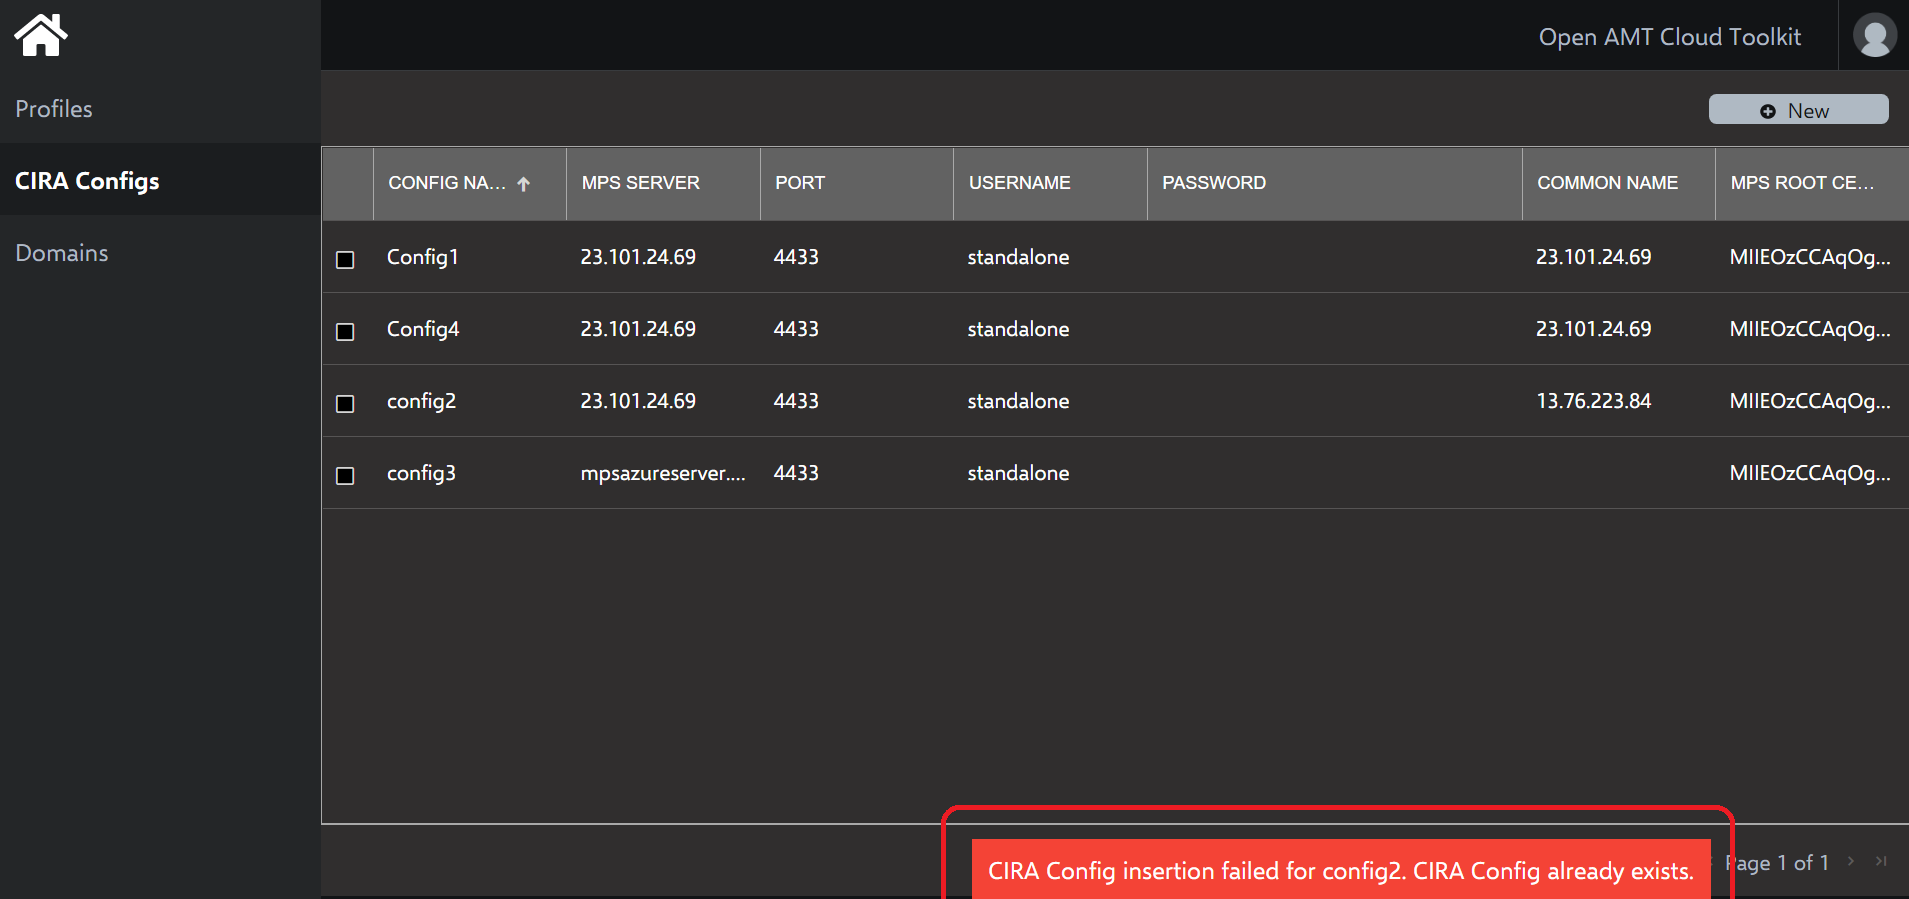 Open AMT Cloud Toolkit
Profiles
New
CIRA Configs
CONFIG NA... MPS SERVER PORT USERNAME PASSWORD COMMON NAME MPS ROOT CE...
Domains
Config1 23.101.24.69 4433 standalone 23.101.24.69 MIIEOzCCAqOg...
Config4 23.101.24.69 4433 standalone 23.101.24.69 MIIEOzCCAqOg...
config2 23.101.24.69 4433 standalone 13.76.223.84 MIIEOzCCAqOg...
config3 mpsazureserver.... 4433 standalone MIIEOzCCAqOg...
CIRA Config insertion failed for config2. CIRA Config already exists.
Page 1 of 1